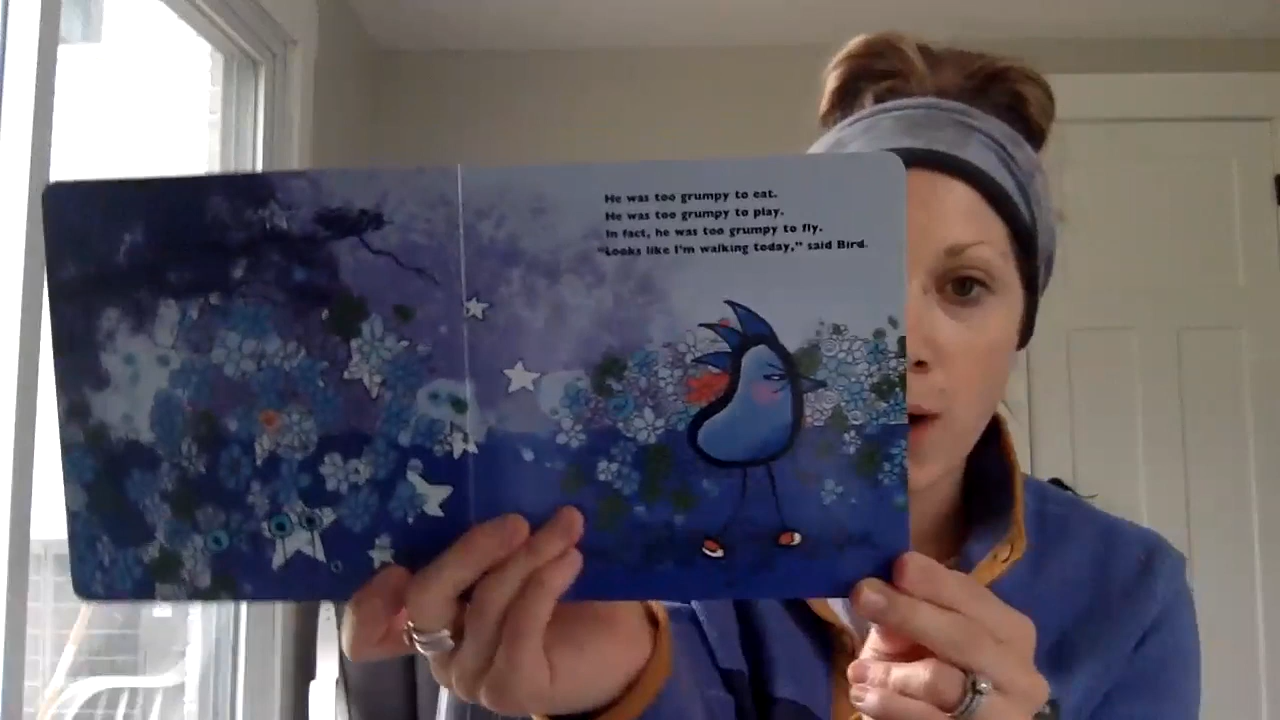 He was too grumpy to eat.
He was too grumpy to play.
In fact, he was too grumpy to fly.
"Looks like I'm walking today," said Bird.